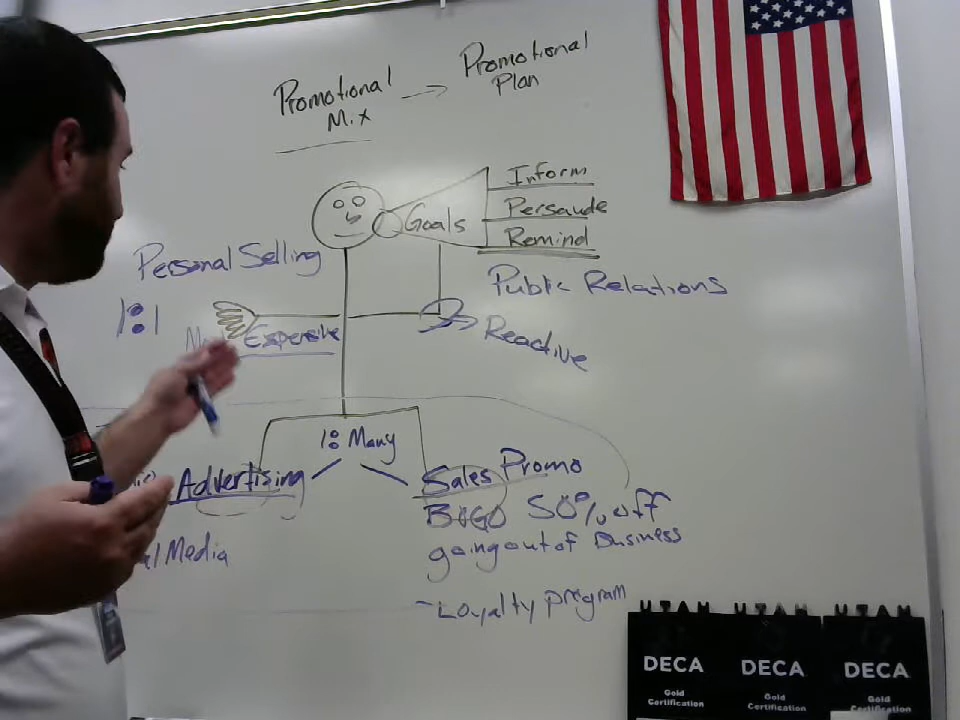 Promotional Mix → Promotional Plan
Goals
Inform
Persaude
Remind
Personal Selling
1:1
Expensive
Public Relations
Reactive
1:Many
Advertising
Media
Sales Promo
BOGO 50% off
going out of Business
- Loyalty program
UTAH UTAH UTAH
DECA DECA DECA
Gold Certification
Gold Certification
Gold Certification